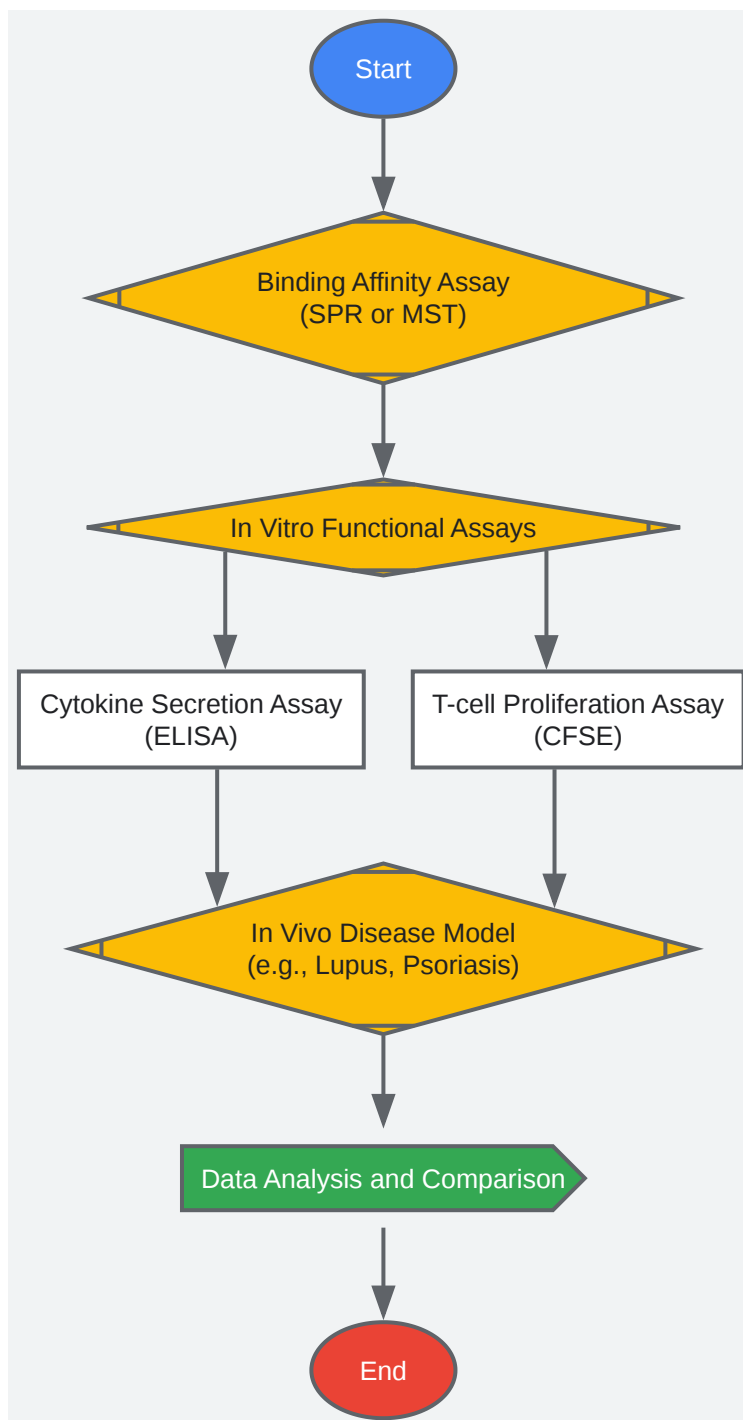 Start
Binding Affinity Assay
(SPR or MST)
In Vitro Functional Assays
Cytokine Secretion Assay
(ELISA)
T-cell Proliferation Assay
(CFSE)
In Vivo Disease Model
(e.g., Lupus, Psoriasis)
Data Analysis and Comparison
End